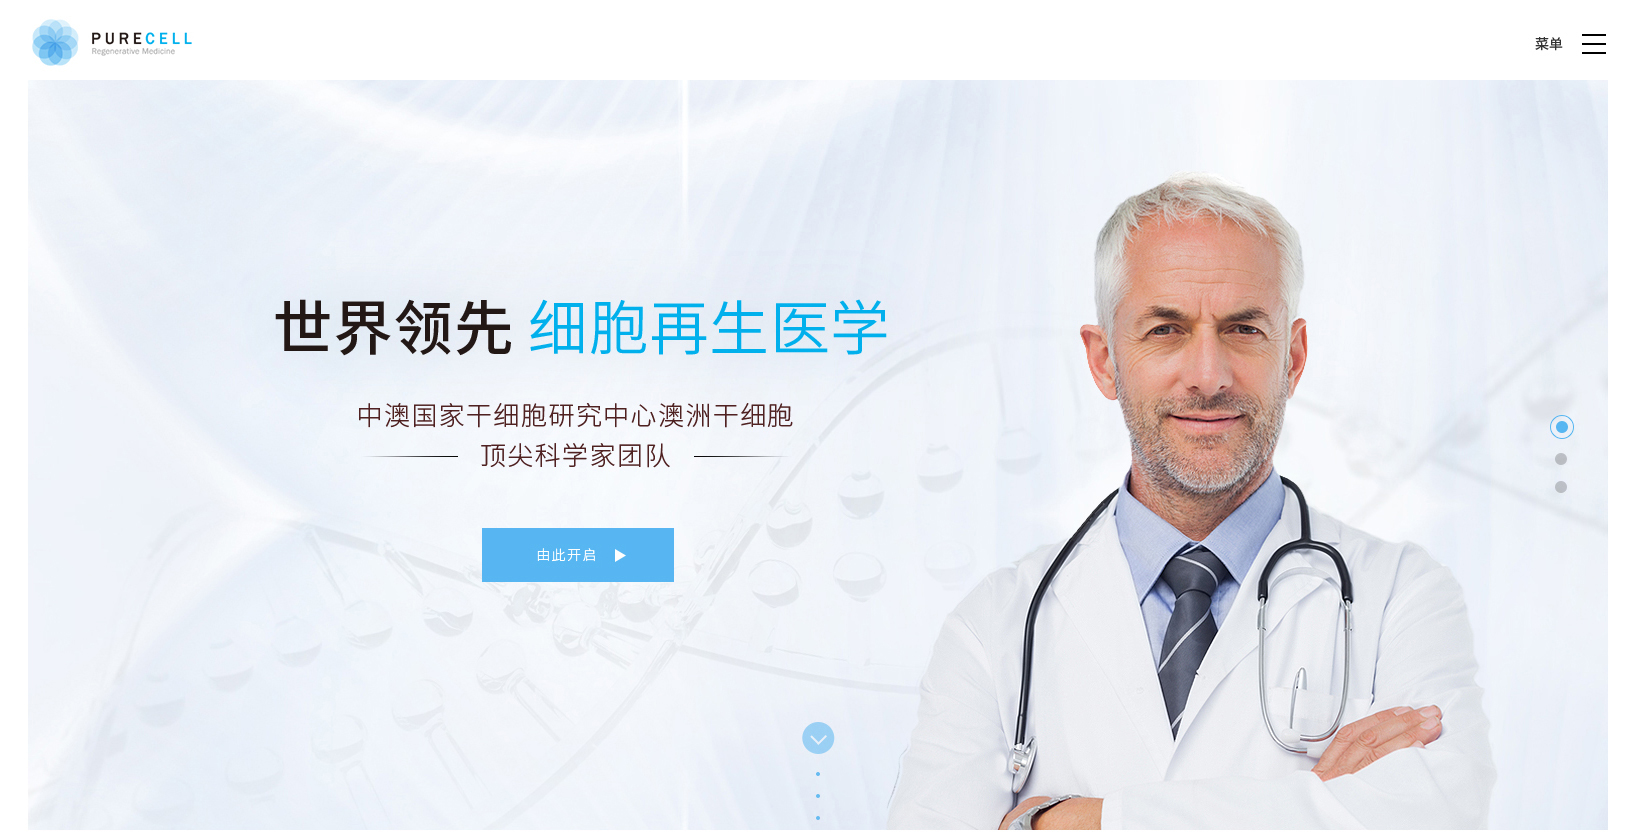 PURECELL
Regenerative Medicine
菜单
世界领先 细胞再生医学
中澳国家干细胞研究中心澳洲干细胞
顶尖科学家团队
由此开启